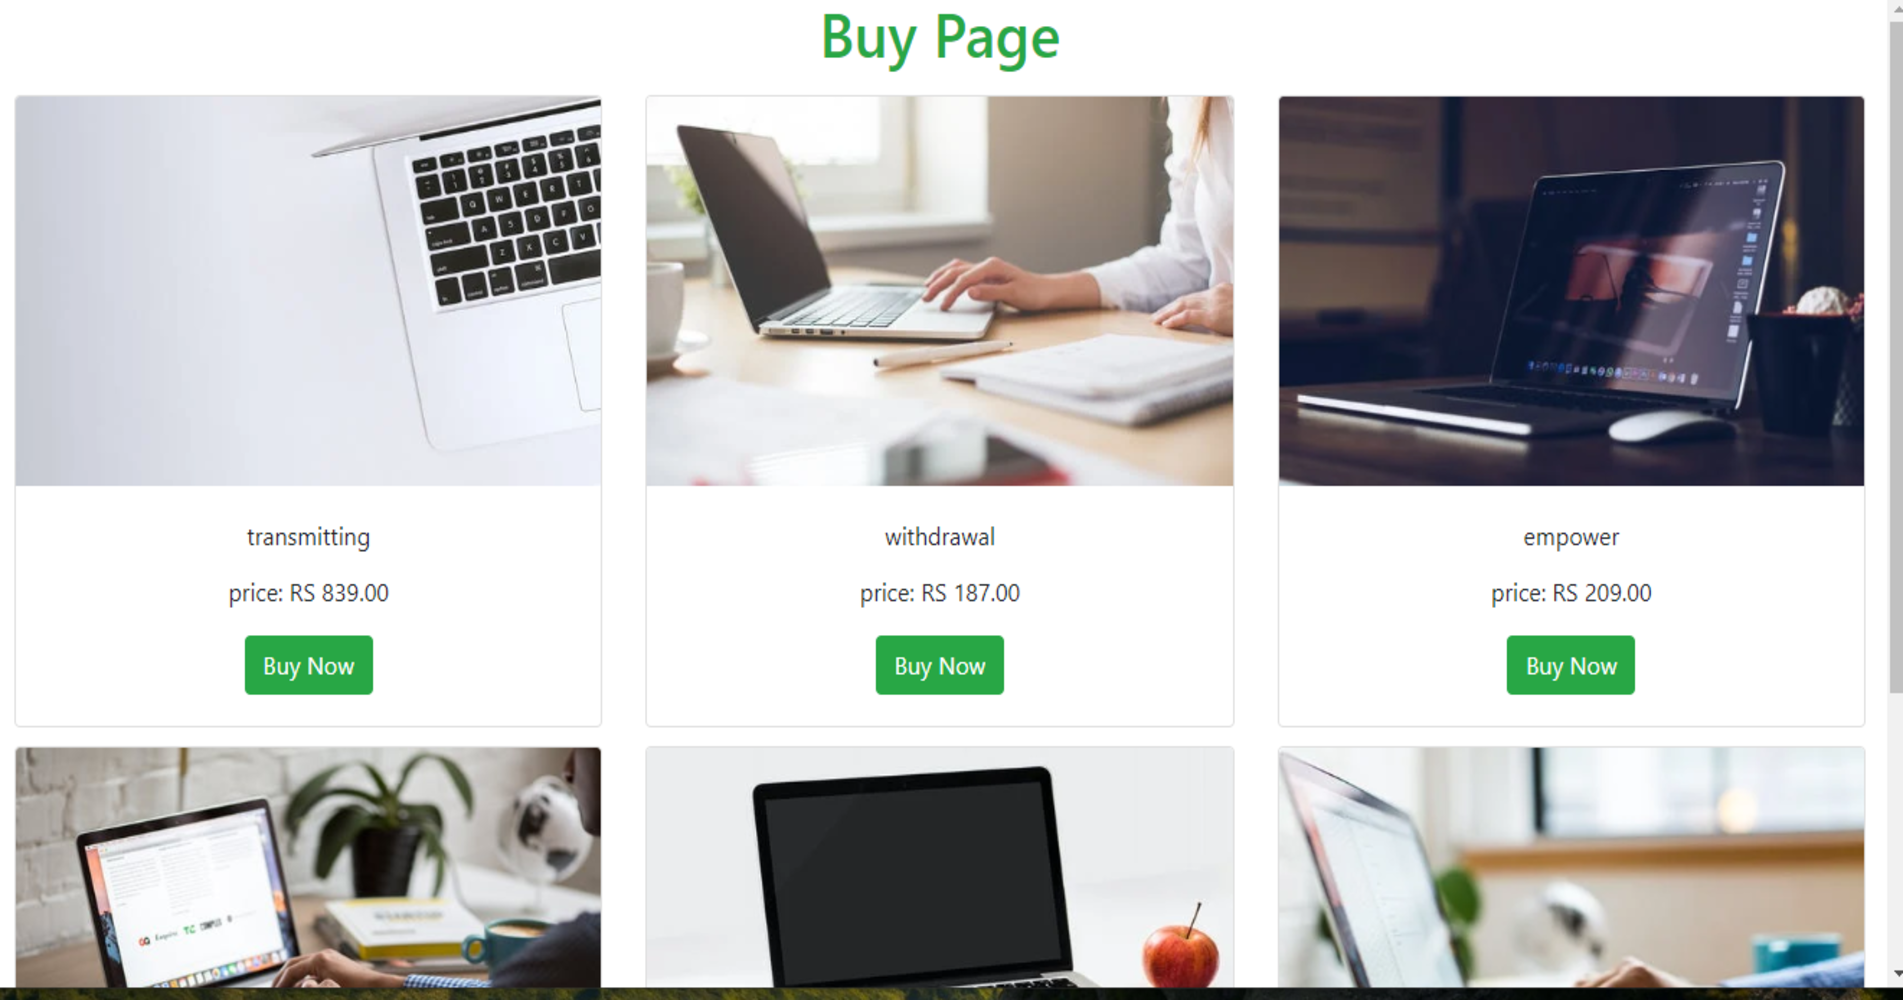 Buy Page
transmitting
price: RS 839.00
Buy Now
withdrawal
price: RS 187.00
Buy Now
empower
price: RS 209.00
Buy Now